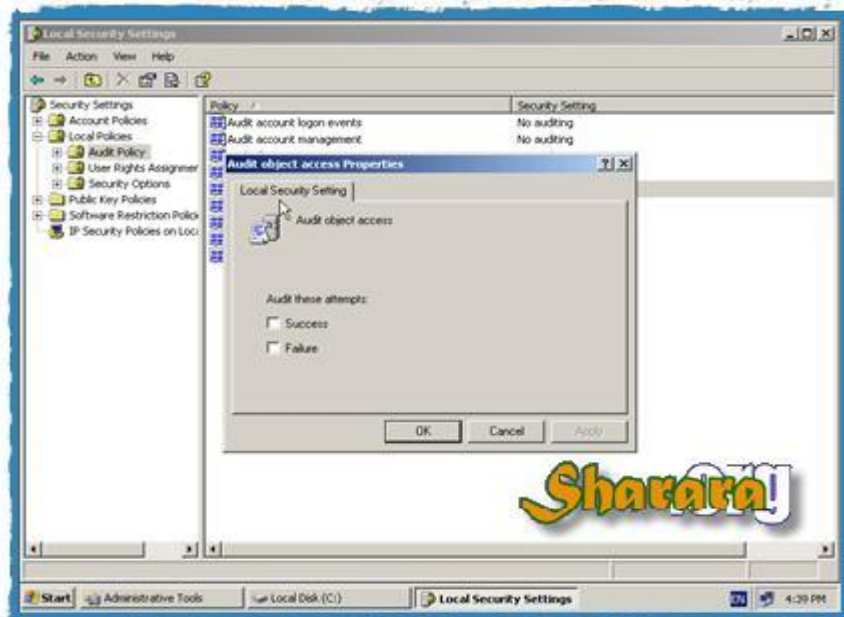 Local Security Settings
File Action View Help
Security Settings
Account Policies
Local Policies
Audit Policy
User Rights Assignmen
Security Options
Public Key Policies
Software Restriction Polici
IP Security Policies on Loc
Policy
Security Setting
Audit account logon events
No auditing
Audit account management
No auditing
Audit object access Properties
Local Security Setting
Audit object access
Audit these attempts:
Success
Failure
OK Cancel Apply
Sharara
.Org
Start
Administrative Tools
Local Disk (C:)
Local Security Settings
EN
4:39 PM